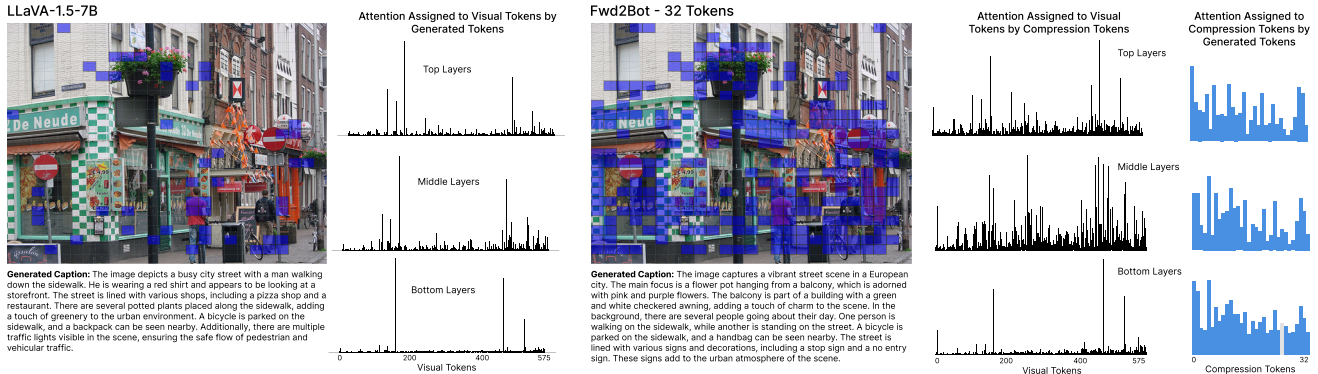 LLaVA-1.5-7B
De Neude
4,99
Generated Caption: The image depicts a busy city street with a man walking
down the sidewalk. He is wearing a red shirt and appears to be looking at a
storefront. The street is lined with various shops, including a pizza shop and a
restaurant. There are several potted plants placed along the sidewalk, adding
a touch of greenery to the urban environment. A bicycle is parked on the
sidewalk, and a backpack can be seen nearby. Additionally, there are multiple
traffic lights visible in the scene, ensuring the safe flow of pedestrian and
vehicular traffic.
Attention Assigned to Visual Tokens by
Generated Tokens
Top Layers
Middle Layers
Bottom Layers
0 200 400 575
Visual Tokens
Fwd2Bot - 32 Tokens
De Neude
Generated Caption: The image captures a vibrant street scene in a European
city. The main focus is a flower pot hanging from a balcony, which is adorned
with pink and purple flowers. The balcony is part of a building with a green
and white checkered awning, adding a touch of charm to the scene. In the
background, there are several people going about their day. One person is
walking on the sidewalk, while another is standing on the street. A bicycle is
parked on the sidewalk, and a handbag can be seen nearby. The street is
lined with various signs and decorations, including a stop sign and a no entry
sign. These signs add to the urban atmosphere of the scene.
Attention Assigned to Visual
Tokens by Compression Tokens
Top Layers
Middle Layers
Bottom Layers
0 200 400 575
Visual Tokens
Attention Assigned to
Compression Tokens by
Generated Tokens
0 32
Compression Tokens